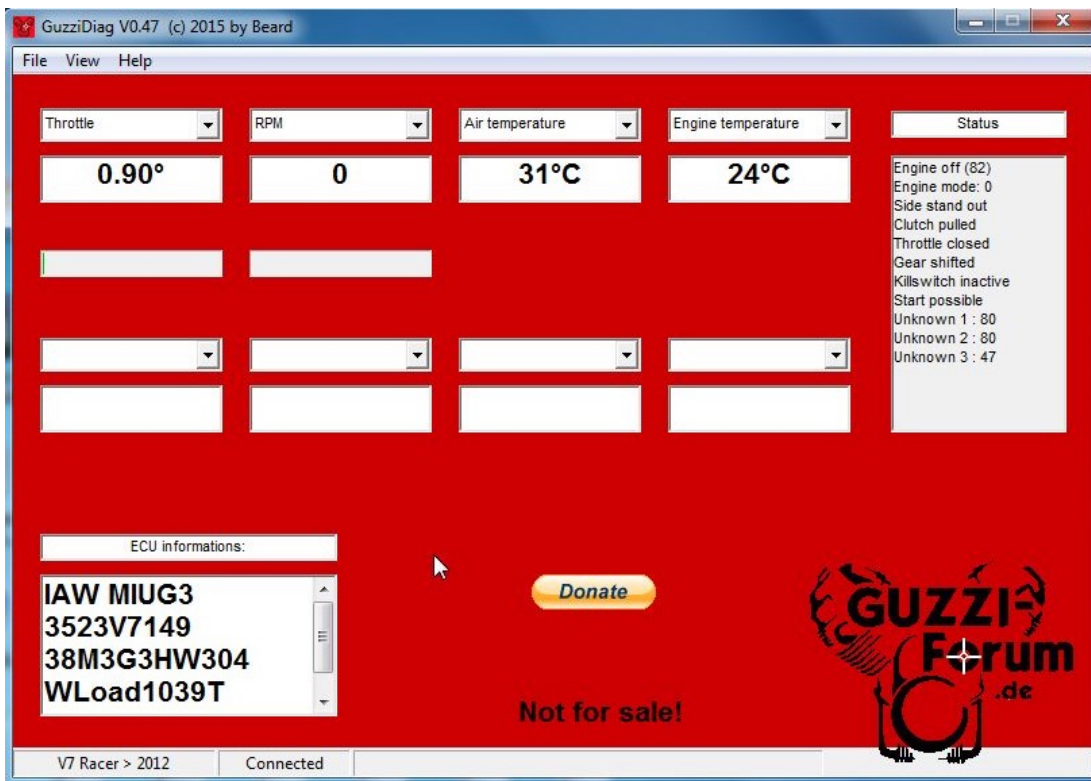 GuzziDiag V0.47 (c) 2015 by Beard
File View Help
Throttle RPM Air temperature Engine temperature Status
0.90° 0 31°C 24°C
Engine off (82)
Engine mode: 0
Side stand out
Clutch pulled
Throttle closed
Gear shifted
Killswitch inactive
Start possible
Unknown 1 : 80
Unknown 2 : 80
Unknown 3 : 47
ECU informations:
IAW MIUG3
3523V7149
38M3G3HW304
WLoad1039T
Donate
Not for sale!
GUZZI-
Forum
.de
V7 Racer > 2012 Connected